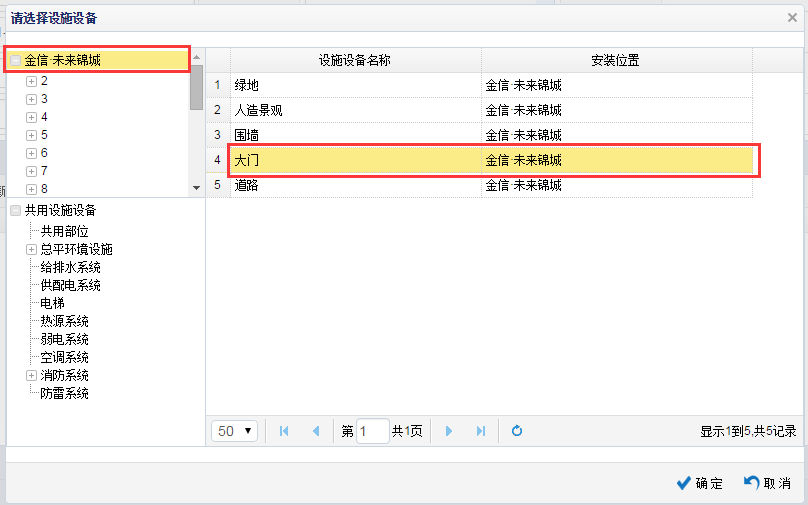 请选择设施设备
金信·未来锦城
2
3
4
5
6
7
8
共用设施设备
共用部位
总平环境设施
给排水系统
供配电系统
电梯
热源系统
弱电系统
空调系统
消防系统
防雷系统
设施设备名称 安装位置
1 绿地 金信·未来锦城
2 人造景观 金信·未来锦城
3 围墙 金信·未来锦城
4 大门 金信·未来锦城
5 道路 金信·未来锦城
50 第 1 共1页 显示1到5,共5记录
确定 取消